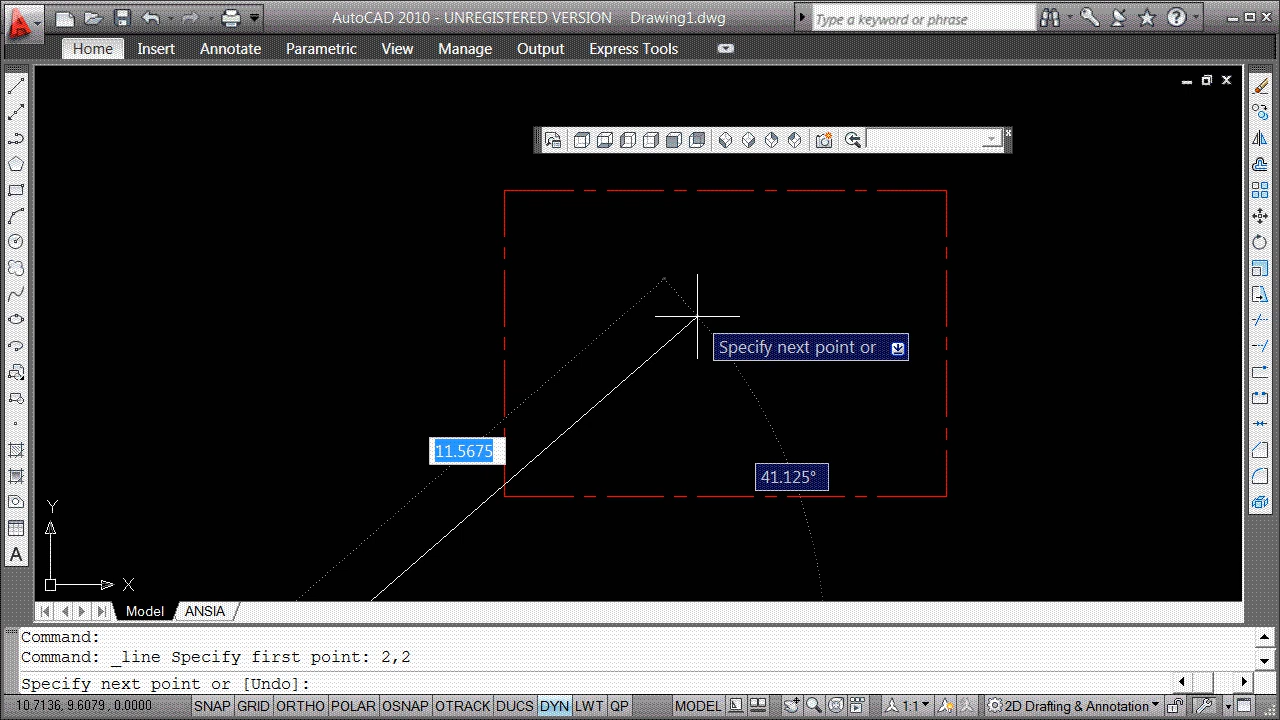 AutoCAD 2010 - UNREGISTERED VERSION Drawing1.dwg
Type a keyword or phrase
Home Insert Annotate Parametric View Manage Output Express Tools
Specify next point or
11.5675
41.125°
Y
X
A
Model ANSIA
Command:
Command: _line Specify first point: 2,2
Specify next point or [Undo]:
10.7136, 9.6079, 0.0000 SNAP GRID ORTHO POLAR OSNAP OTRACK DUCS DYN LWT QP MODEL 1:1 2D Drafting & Annotation